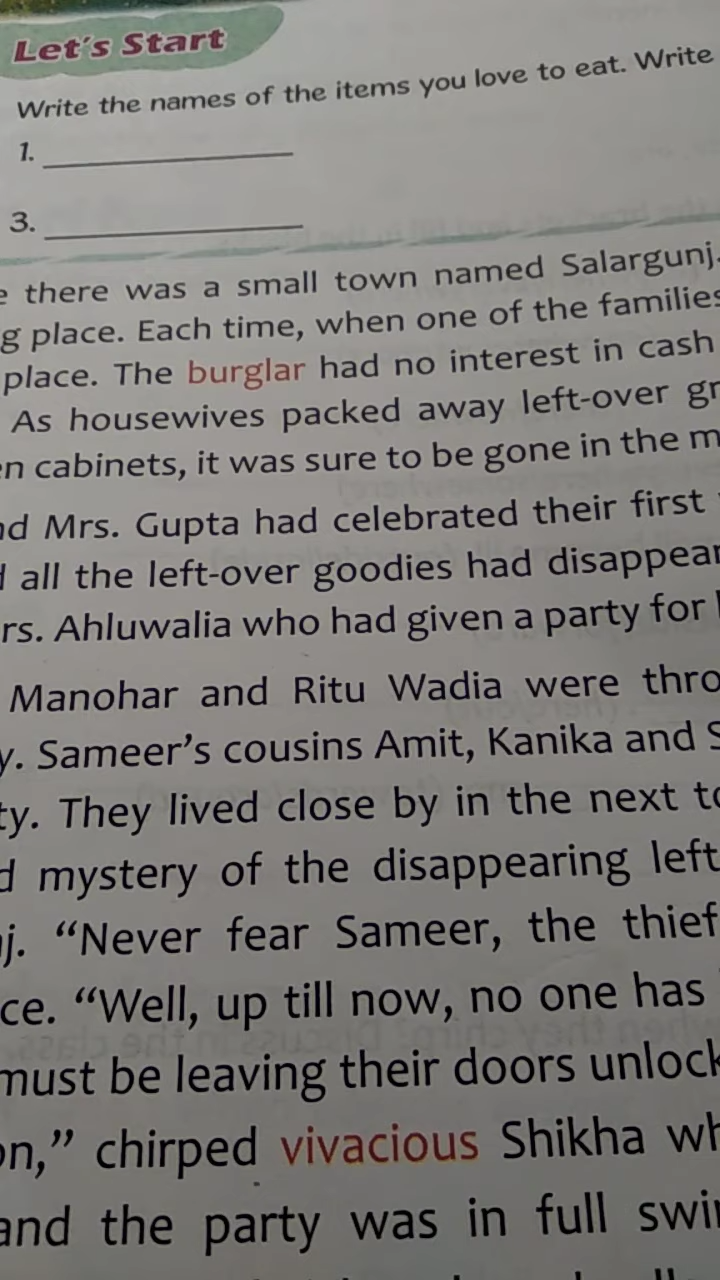 Let's Start
Write the names of the items you love to eat. Write
1.
3.
there was a small town named Salargunj.
place. Each time, when one of the families
place. The burglar had no interest in cash
As housewives packed away left-over
cabinets, it was sure to be gone in the
Mrs. Gupta had celebrated their first
all the left-over goodies had
Ahluwalia who had given a party for
Manohar and Ritu Wadia were
Sameer's cousins Amit, Kanika and
They lived close by in the next
mystery of the disappearing
"Never fear Sameer, the thief
"Well, up till now, no one has
must be leaving their doors
chirped vivacious Shikha
and the party was in full